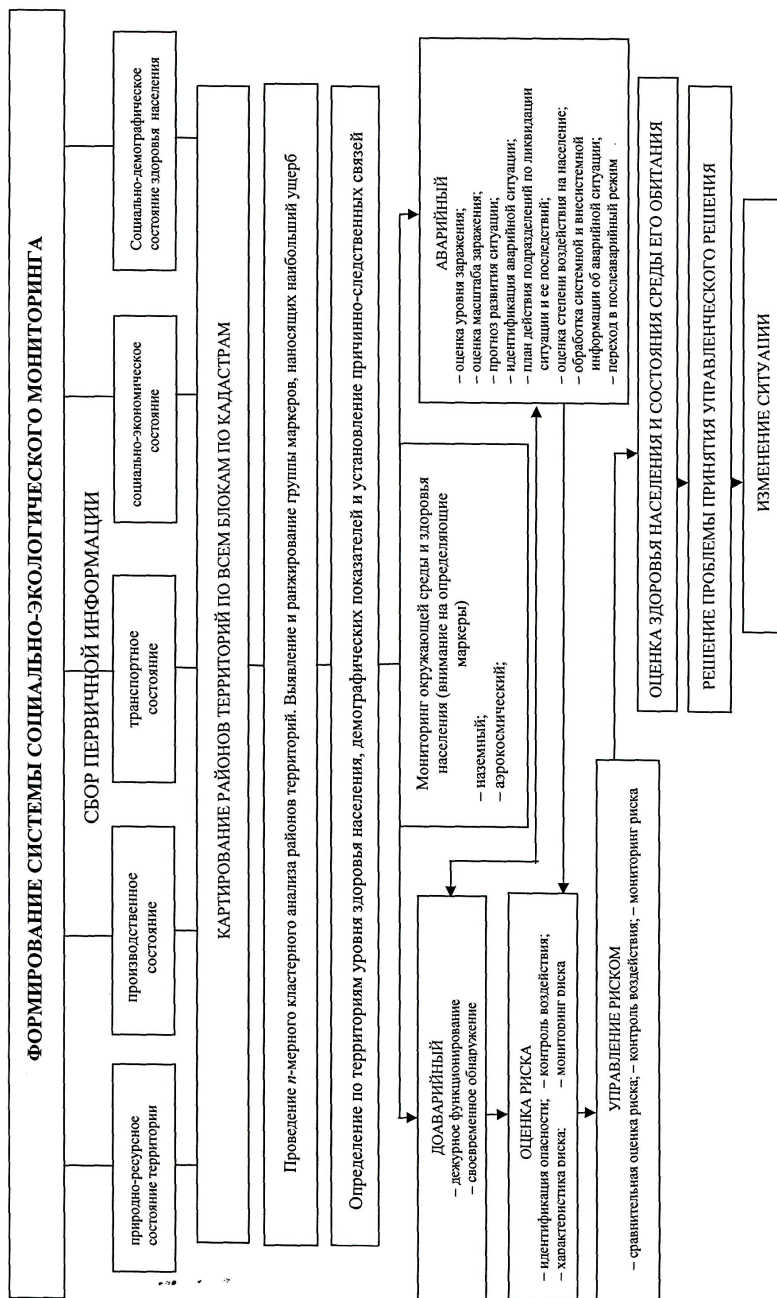 ФОРМИРОВАНИЕ СИСТЕМЫ СОЦИАЛЬНО-ЭКОЛОГИЧЕСКОГО МОНИТОРИНГА
СБОР ПЕРВИЧНОЙ ИНФОРМАЦИИ
природно-ресурсное
состояние территории
производственное
состояние
транспортное
состояние
социально-экономическое
состояние
Социально-демографическое
состояние здоровья населения
КАРТИРОВАНИЕ РАЙОНОВ ТЕРРИТОРИЙ ПО ВСЕМ БЛОКАМ ПО КАДАСТРАМ
Проведение n-мерного кластерного анализа районов территорий. Выявление и ранжирование группы маркеров, наносящих наибольший ущерб
Определение по территориям уровня здоровья населения, демографических показателей и установление причинно-следственных связей
ДОАВАРИЙНЫЙ
– дежурное функционирование
– своевременное обнаружение
Мониторинг окружающей среды и здоровья
населения (внимание на определяющие
маркеры)
– наземный;
– аэрокосмический;
АВАРИЙНЫЙ
– оценка уровня заражения;
– оценка масштаба заражения;
– прогноз развития ситуации;
– идентификация аварийной ситуации;
– план действия подразделений по ликвидации
ситуации и ее последствий;
– оценка степени воздействия на население;
– обработка системной и внесистемной
информации об аварийной ситуации;
– переход в послеаварийный режим
ОЦЕНКА РИСКА
– идентификация опасности; – контроль воздействия;
– характеристика риска; – мониторинг риска
УПРАВЛЕНИЕ РИСКОМ
– сравнительная оценка риска; – контроль воздействия; – мониторинг риска
ОЦЕНКА ЗДОРОВЬЯ НАСЕЛЕНИЯ И СОСТОЯНИЯ СРЕДЫ ЕГО ОБИТАНИЯ
РЕШЕНИЕ ПРОБЛЕМЫ ПРИНЯТИЯ УПРАВЛЕНЧЕСКОГО РЕШЕНИЯ
ИЗМЕНЕНИЕ СИТУАЦИИ